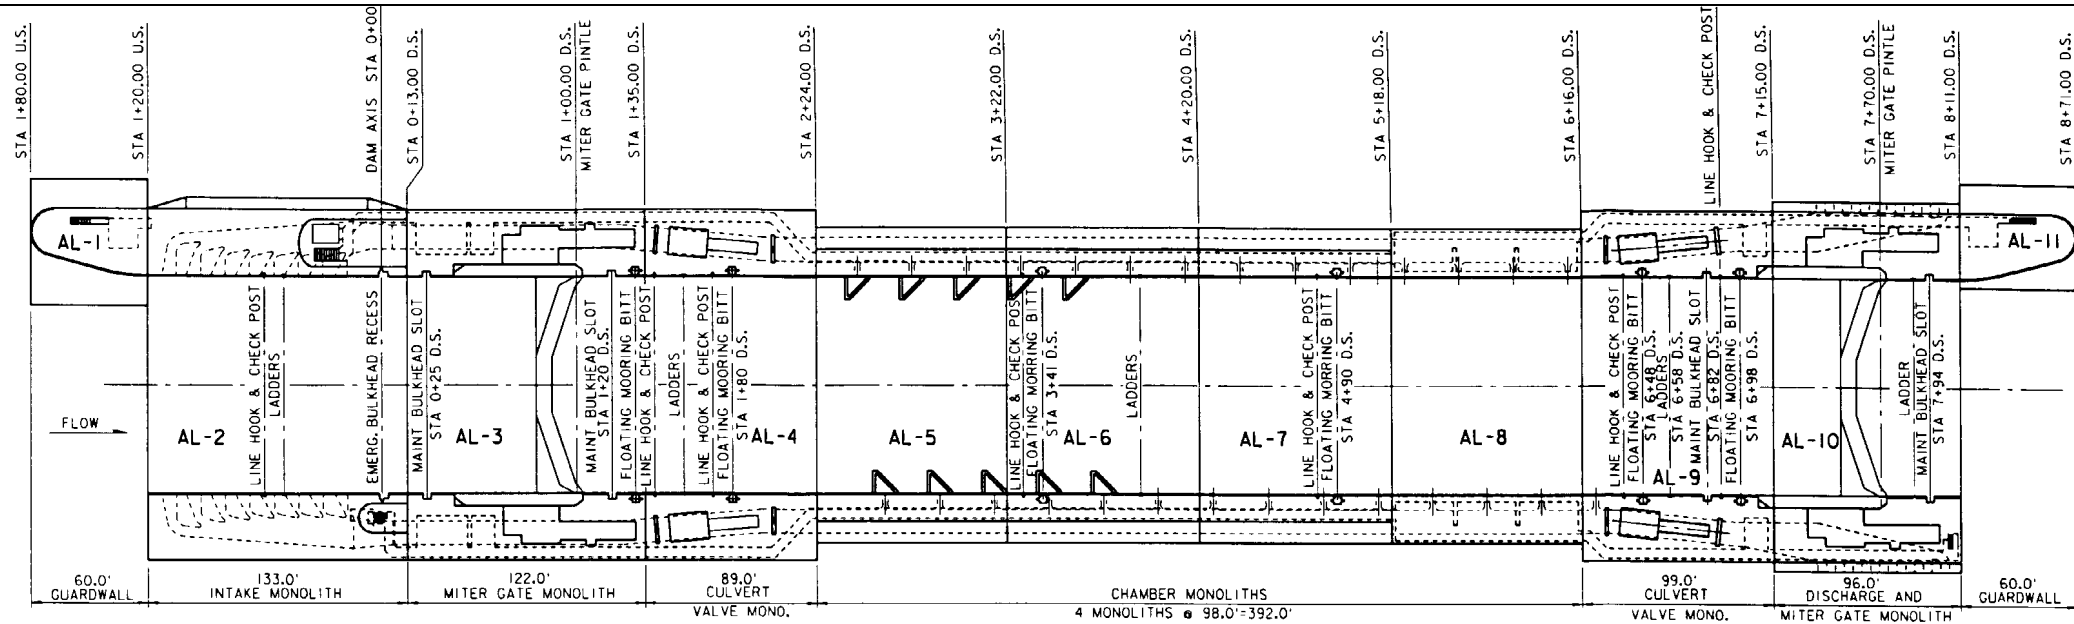 STA 1+80.00 U.S.
STA 1+20.00 U.S.
DAM AXIS STA 0+00
STA 0+13.00 D.S.
STA 1+00.00 D.S.
MITER GATE PINTLE
STA 1+35.00 D.S.
STA 2+24.00 D.S.
STA 3+22.00 D.S.
STA 4+20.00 D.S.
STA 5+18.00 D.S.
STA 6+16.00 D.S.
LINE HOOK & CHECK POST
STA 7+15.00 D.S.
STA 7+70.00 D.S.
MITER GATE PINTLE
STA 8+11.00 D.S.
STA 8+71.00 D.S.
AL-1
AL-11
LINE HOOK & CHECK POST
LADDERS
EMERG. BULKHEAD RECESS
MAINT BULKHEAD SLOT
STA 0+25 D.S.
MAINT BULKHEAD SLOT
STA 1+20 D.S.
FLOATING MOORING BITT
LINE HOOK & CHECK POST
LADDERS
LINE HOOK & CHECK POST
FLOATING MOORING BITT
STA 1+80 D.S.
LINE HOOK & CHECK POST
FLOATING MORRING BITT
STA 3+41 D.S.
LADDERS
LINE HOOK & CHECK POST
FLOATING MORRING BITT
STA 4+90 D.S.
LINE HOOK & CHECK POST
FLOATING MOORING BITT
STA 6+48 D.S.
LADDERS
STA 6+58 D.S.
MAINT BULKHEAD SLOT
STA 6+82 D.S.
FLOATING MOORING BITT
STA 6+98 D.S.
LADDER
MAINT BULKHEAD SLOT
STA 7+94 D.S.
FLOW
AL-2
AL-3
AL-4
AL-5
AL-6
AL-7
AL-8
AL-9
AL-10
60.0'
GUARDWALL
133.0'
INTAKE MONOLITH
122.0'
MITER GATE MONOLITH
89.0'
CULVERT
VALVE MONO.
CHAMBER MONOLITHS
4 MONOLITHS @ 98.0'=392.0'
99.0'
CULVERT
VALVE MONO.
96.0'
DISCHARGE AND
MITER GATE MONOLITH
60.0'
GUARDWALL